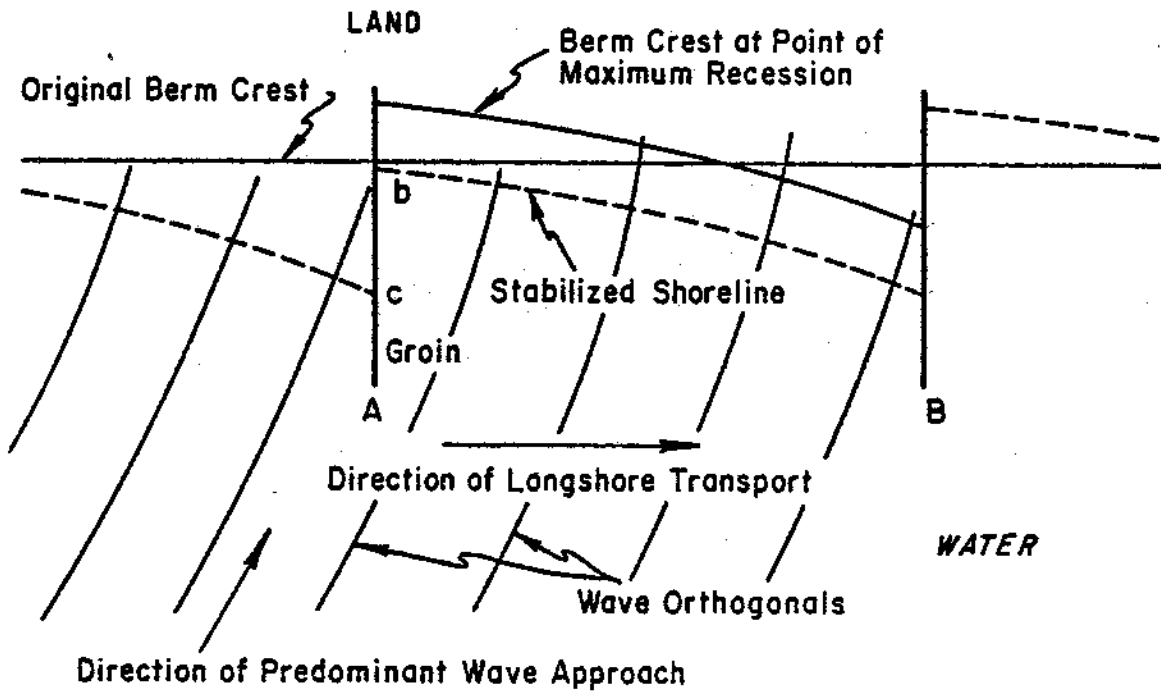 LAND
Berm Crest at Point of
Maximum Recession
Original Berm Crest
b
Stabilized Shoreline
c
Groin
A
B
Direction of Langshore Transport
WATER
Wave Orthogonals
Direction of Predominant Wave Approach